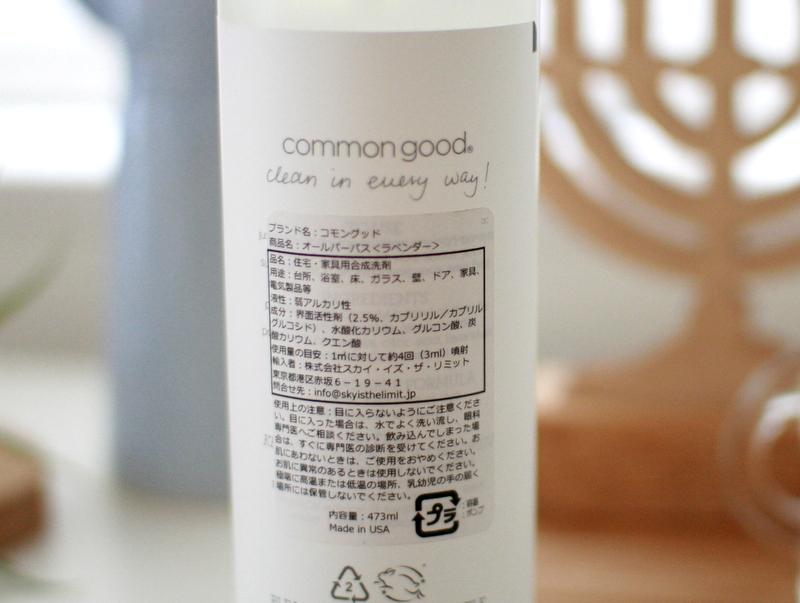 common good®
clean in every way!
ブランド名：コモングッド
商品名：オールパーパス＜ラベンダー＞
品名：住宅・家具用合成洗剤
用途：台所、浴室、床、ガラス、壁、ドア、家具、
電気製品等
液性：弱アルカリ性
成分：界面活性剤（2.5%、カプリリル／カプリル
グルコシド）、水酸化カリウム、グルコン酸、炭
酸カリウム、クエン酸
使用量の目安：1㎡に対して約4回（3ml）噴射
輸入者：株式会社スカイ・イズ・ザ・リミット
東京都港区赤坂６－１９－４１
問合せ先：info@skyisthelimit.jp
使用上の注意：目に入らないようにご注意くださ
い。目に入った場合は、水でよく洗い流し、眼科
専門医へご相談ください。飲み込んでしまった場
合は、すぐに専門医の診断を受けてください。お
肌にあわないときは、ご使用をおやめください。
お肌に異常のあるときは使用しないでください。
極端に高温または低温の場所、乳幼児の手の届く
場所には保管しないでください。
内容量：473ml
Made in USA
プラ
：容器
：ポンプ
2